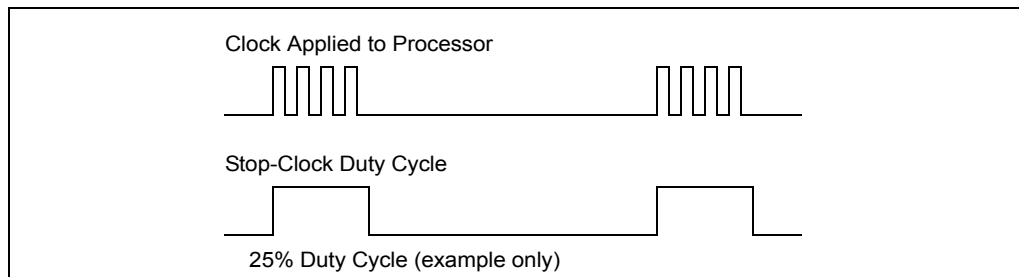 Clock Applied to Processor
Stop-Clock Duty Cycle
25% Duty Cycle (example only)